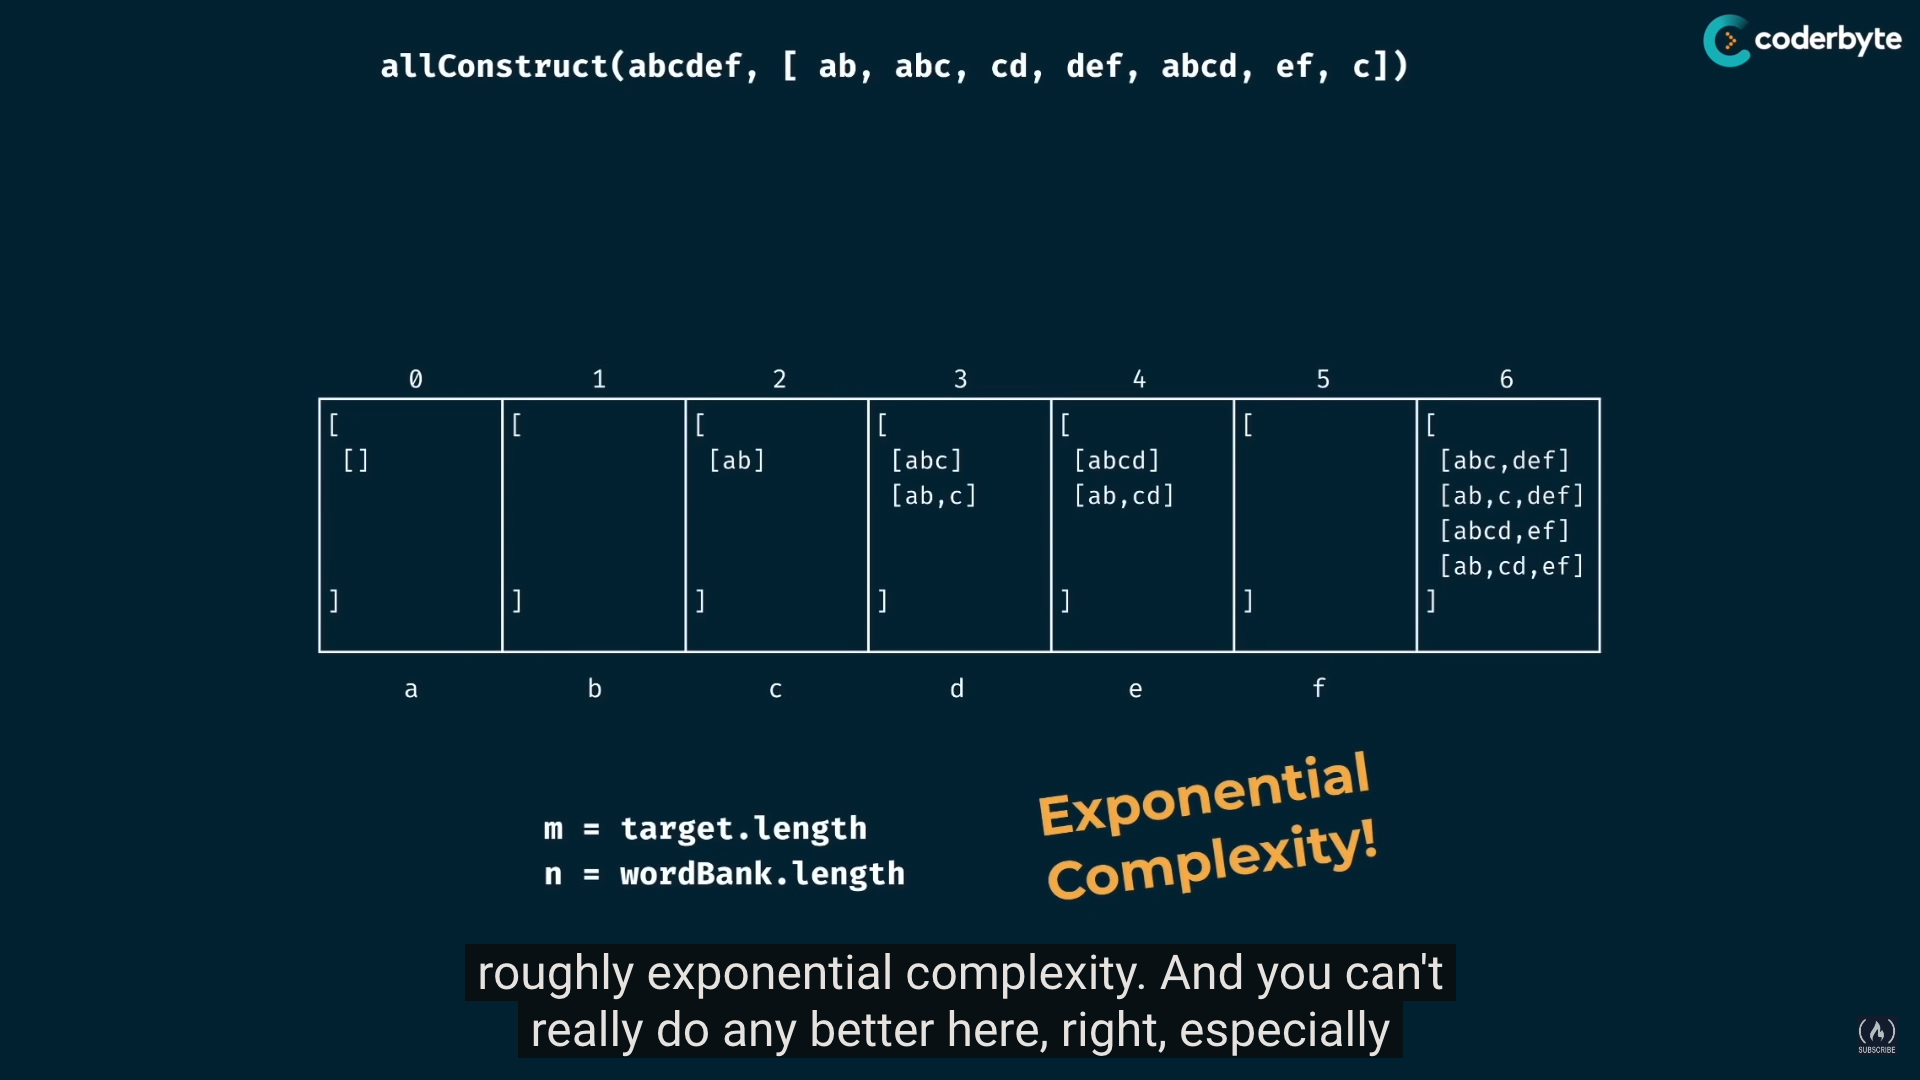 coderbyte
allConstruct(abcdef, [ ab, abc, cd, def, abcd, ef, c])
0 1 2 3 4 5 6
[ [ [ [ [ [ [
[] [ab] [abc] [abcd] [abc,def]
[ab,c] [ab,cd] [ab,c,def]
[abcd,ef]
[ab,cd,ef]
] ] ] ] ] ] ]
a b c d e f
Exponential
Complexity!
m = target.length
n = wordBank.length
roughly exponential complexity. And you can't
really do any better here, right, especially
SUBSCRIBE